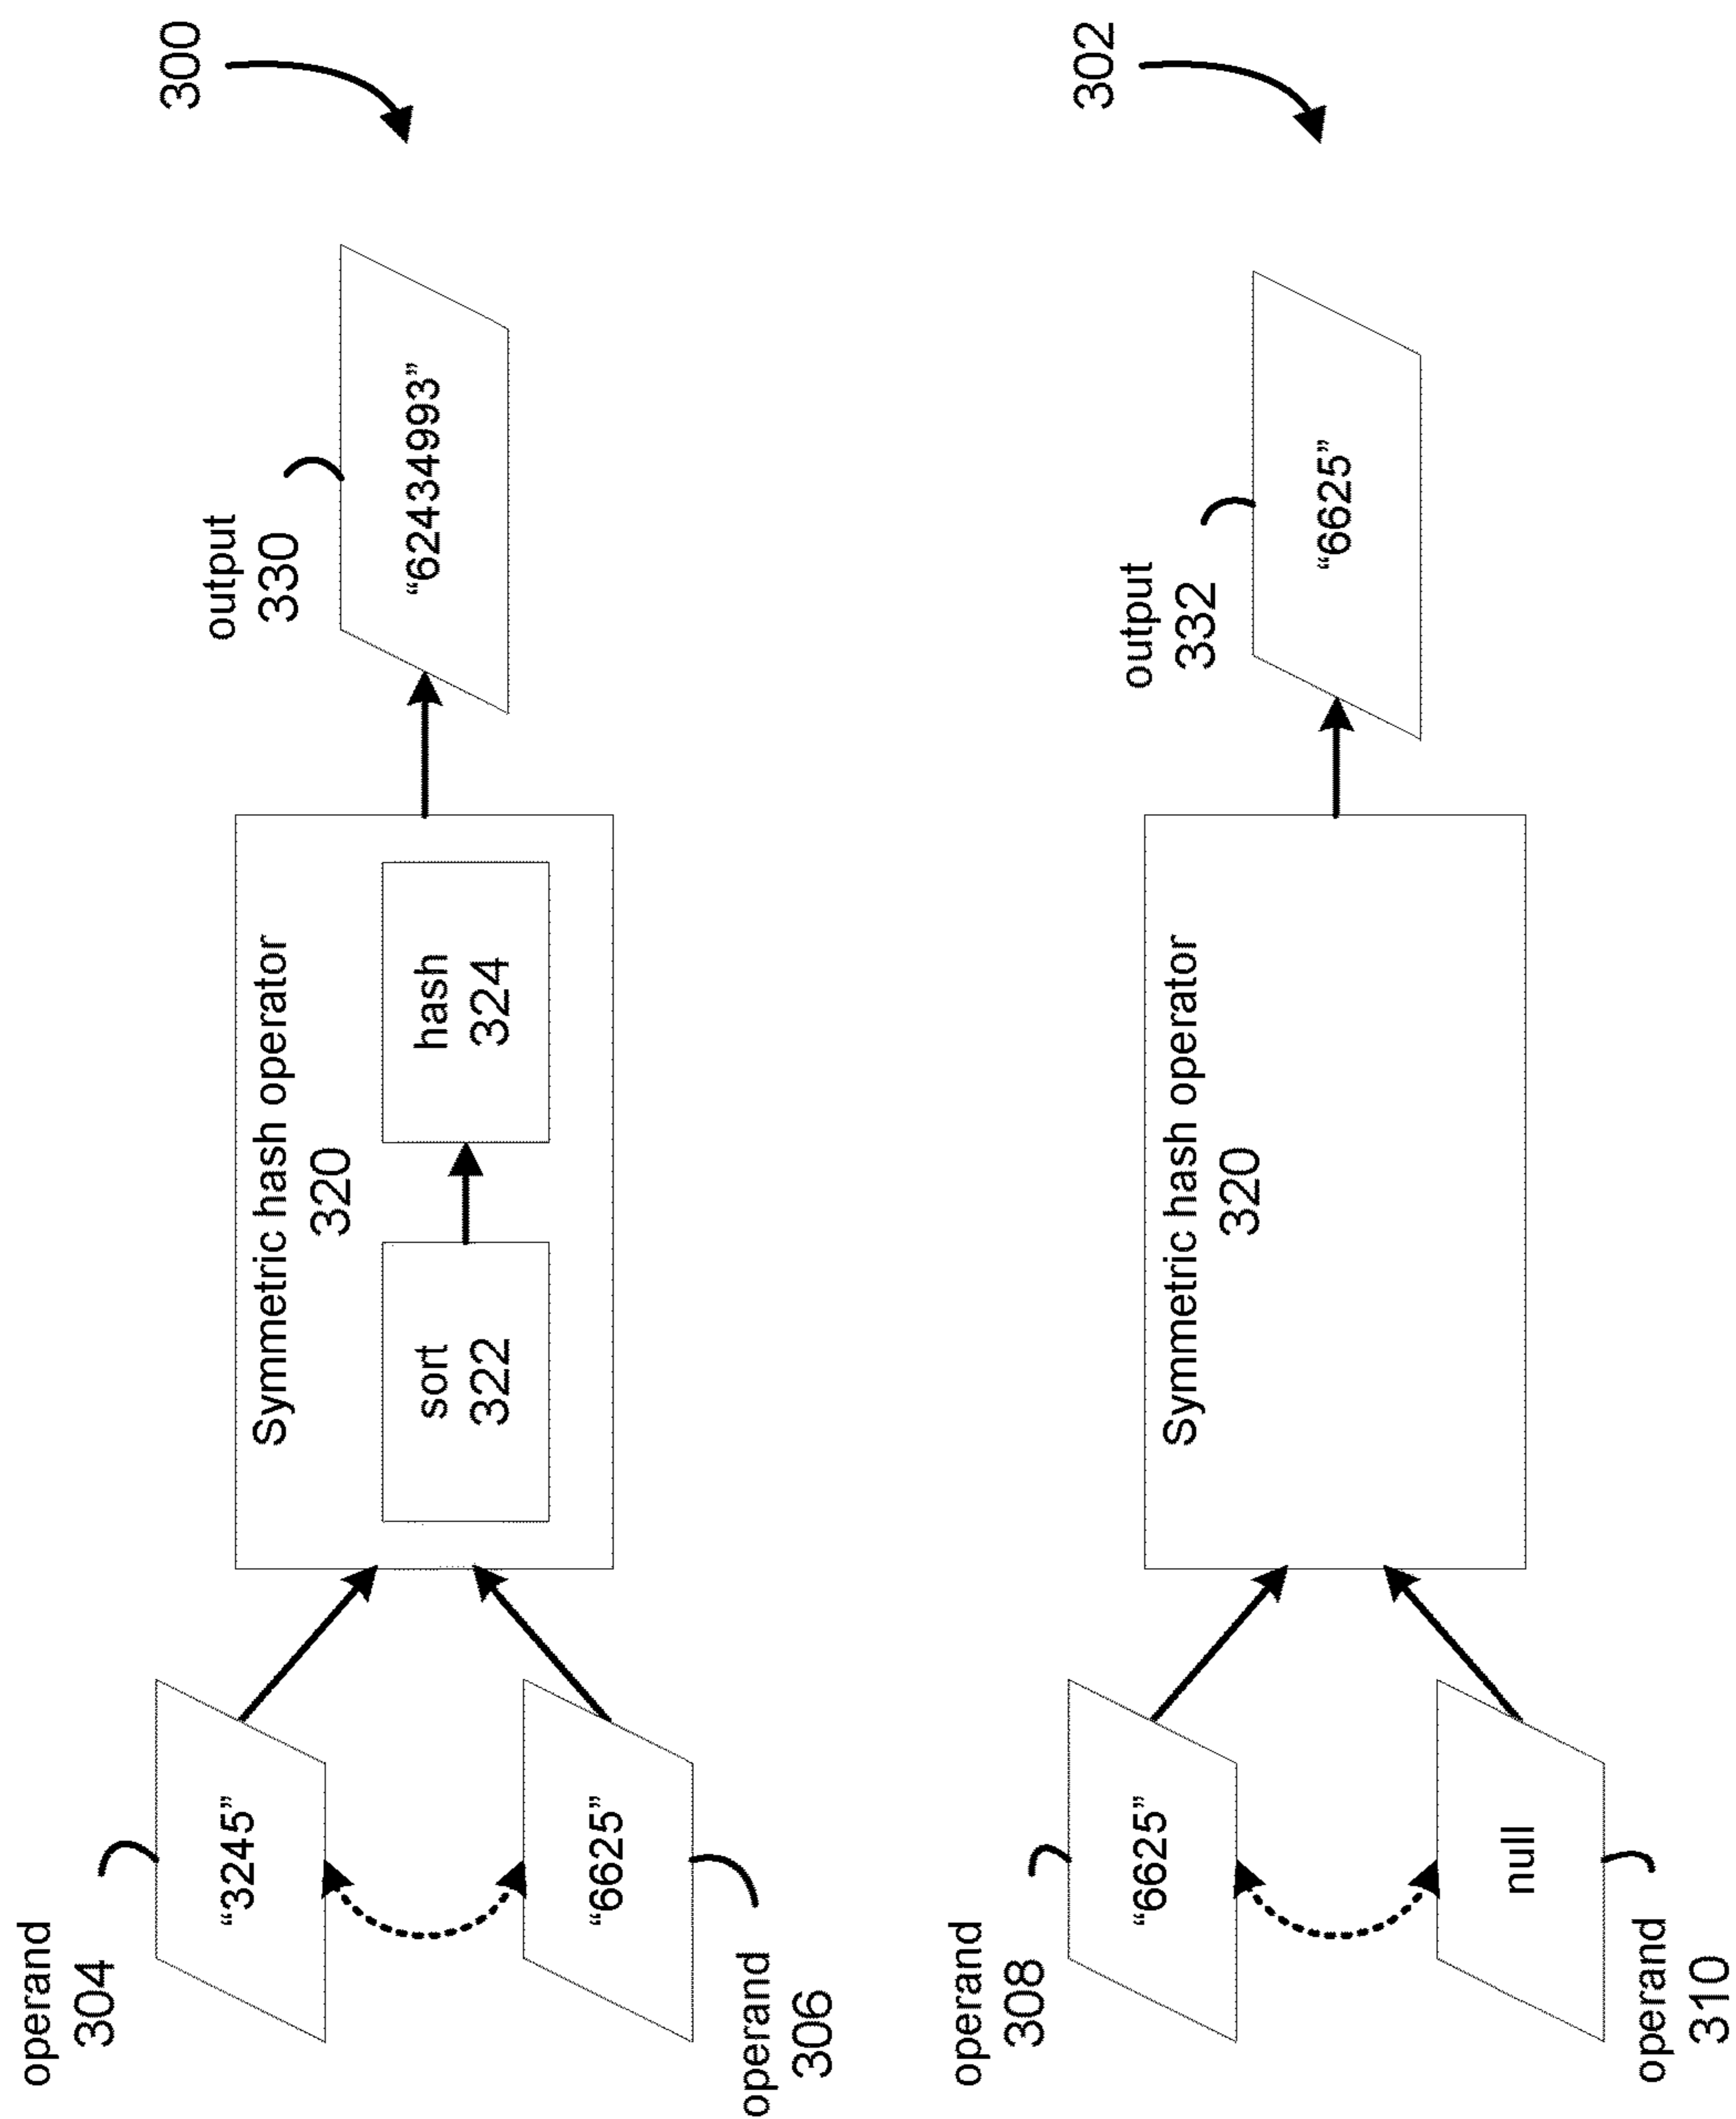 300
operand
304
“3245”
operand
306
“6625”
Symmetric hash operator
320
sort
322
hash
324
output
330
“62434993”
302
operand
308
“6625”
operand
310
null
Symmetric hash operator
320
output
332
“6625”